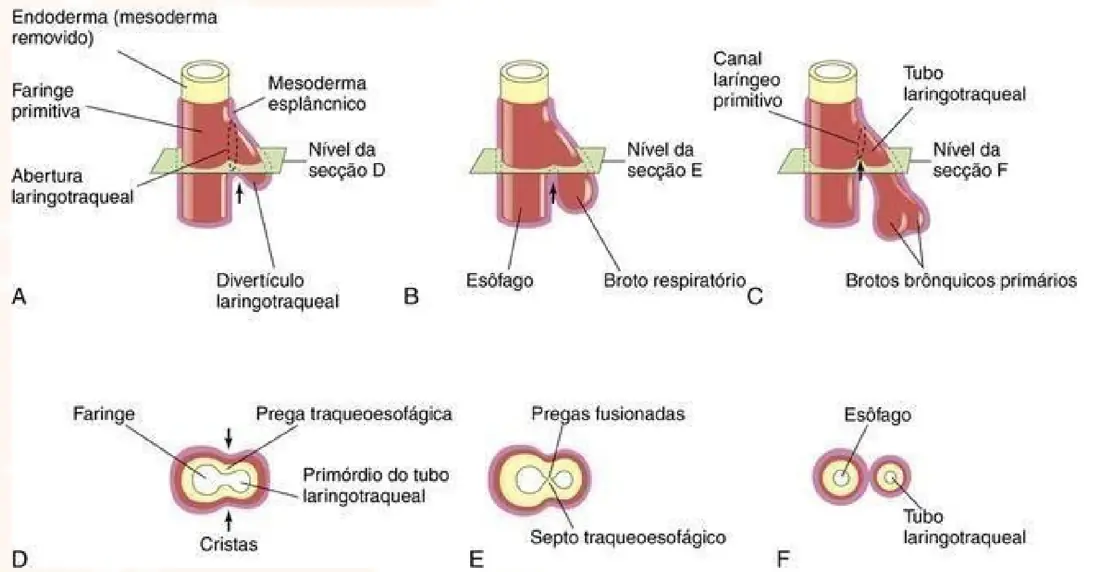 Endoderma (mesoderma
removido)
Faringe
primitiva
Mesoderma
esplâncnico
Abertura
laringotraqueal
Nível da
secção D
Divertículo
laringotraqueal
A
Nível da
secção E
Esôfago
Broto respiratório
B
Canal
laríngeo
primitivo
Tubo
laringotraqueal
Nível da
secção F
Brotos brônquicos primários
C
Faringe
Prega traqueoesofágica
Primórdio do tubo
laringotraqueal
Cristas
D
Pregas fusionadas
Septo traqueoesofágico
E
Esôfago
Tubo
laringotraqueal
F